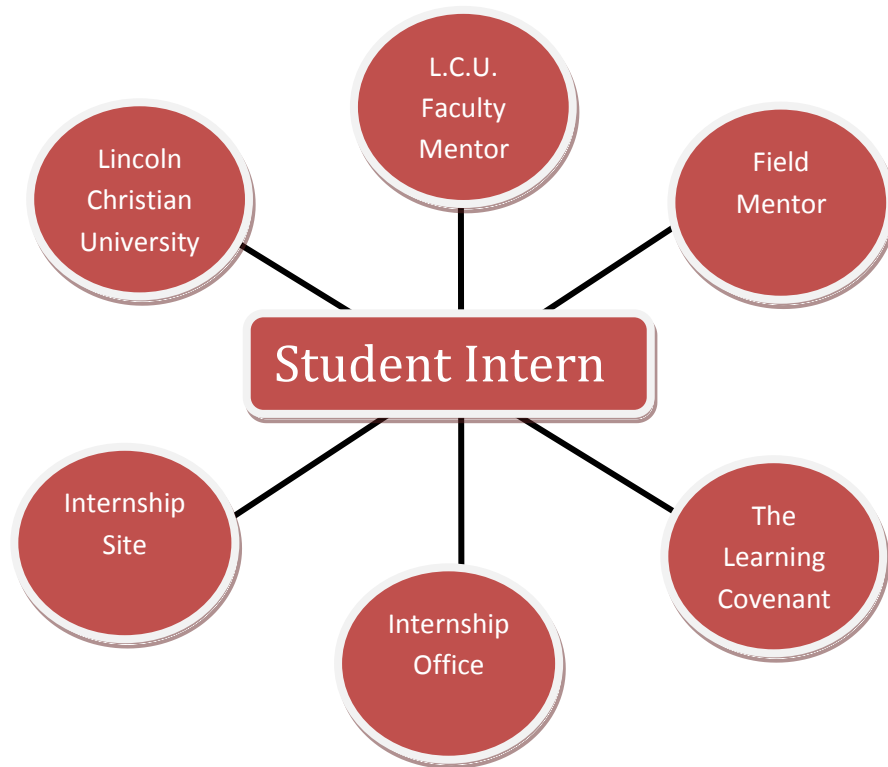 L.C.U.
Faculty
Mentor
Lincoln
Christian
University
Field
Mentor
Student Intern
Internship
Site
The
Learning
Covenant
Internship
Office